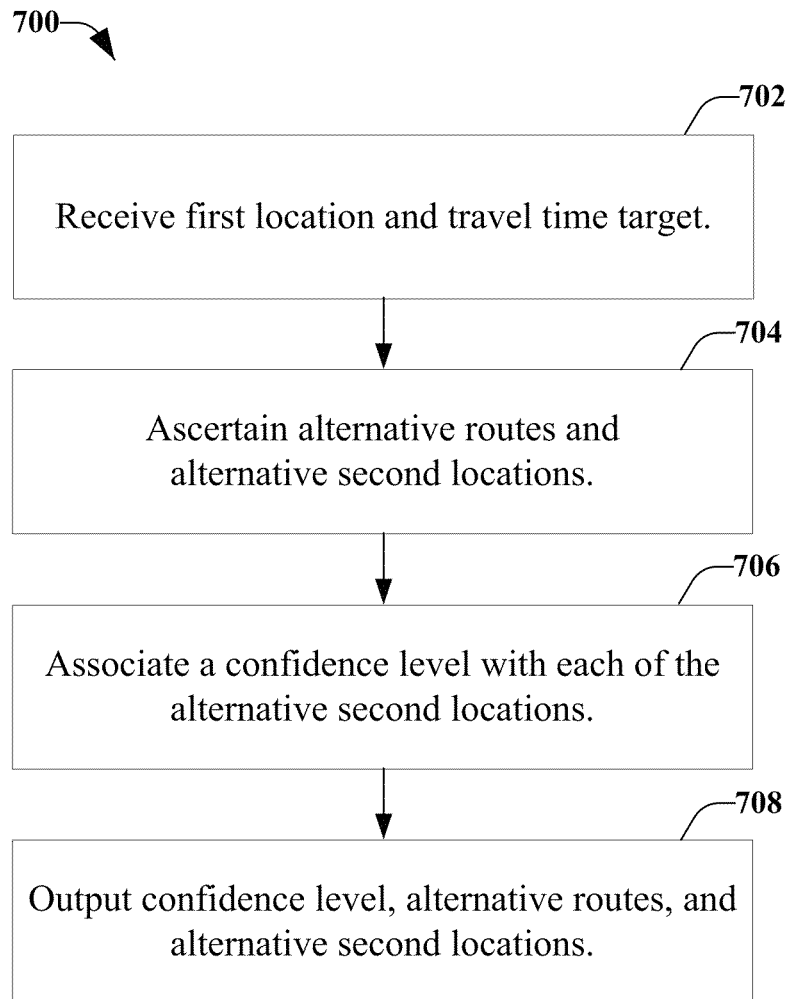 700
702
Receive first location and travel time target.
704
Ascertain alternative routes and
alternative second locations.
706
Associate a confidence level with each of the
alternative second locations.
708
Output confidence level, alternative routes, and
alternative second locations.